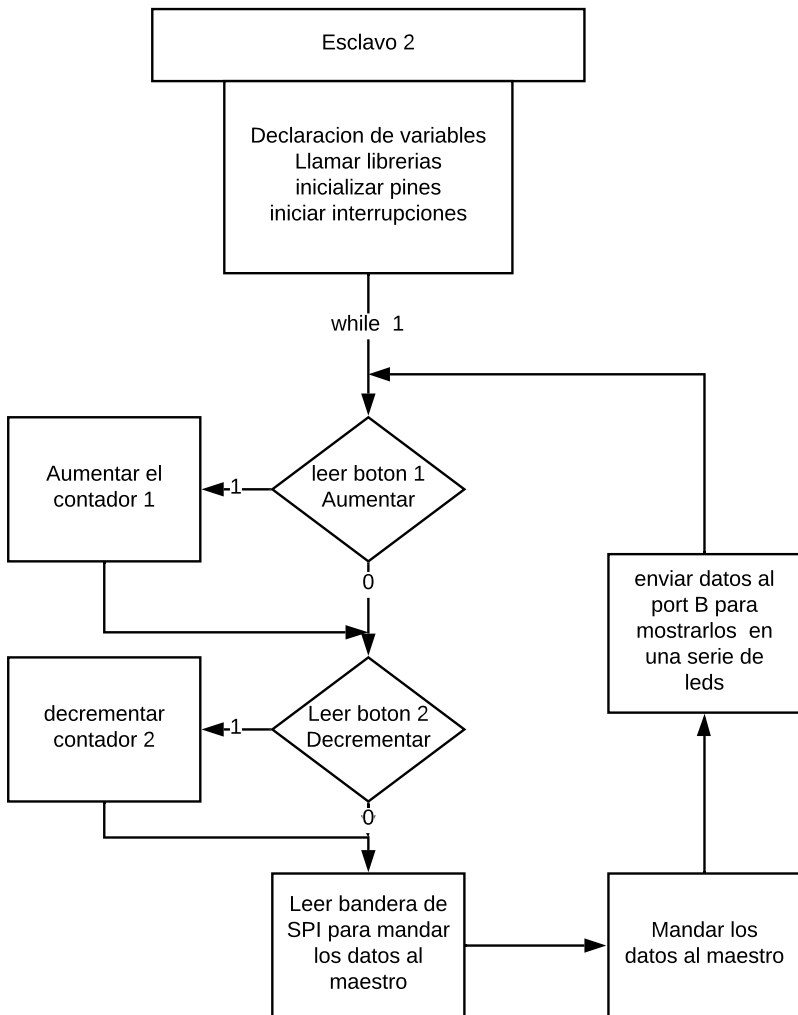 Esclavo 2
Declaracion de variables
Llamar librerias
inicializar pines
iniciar interrupciones
while  1
leer boton 1
Aumentar
1
Aumentar el
contador 1
0
Leer boton 2
Decrementar
1
decrementar
contador 2
0
Leer bandera de
SPI para mandar
los datos al
maestro
Mandar los
datos al maestro
enviar datos al
port B para
mostrarlos  en
una serie de
leds